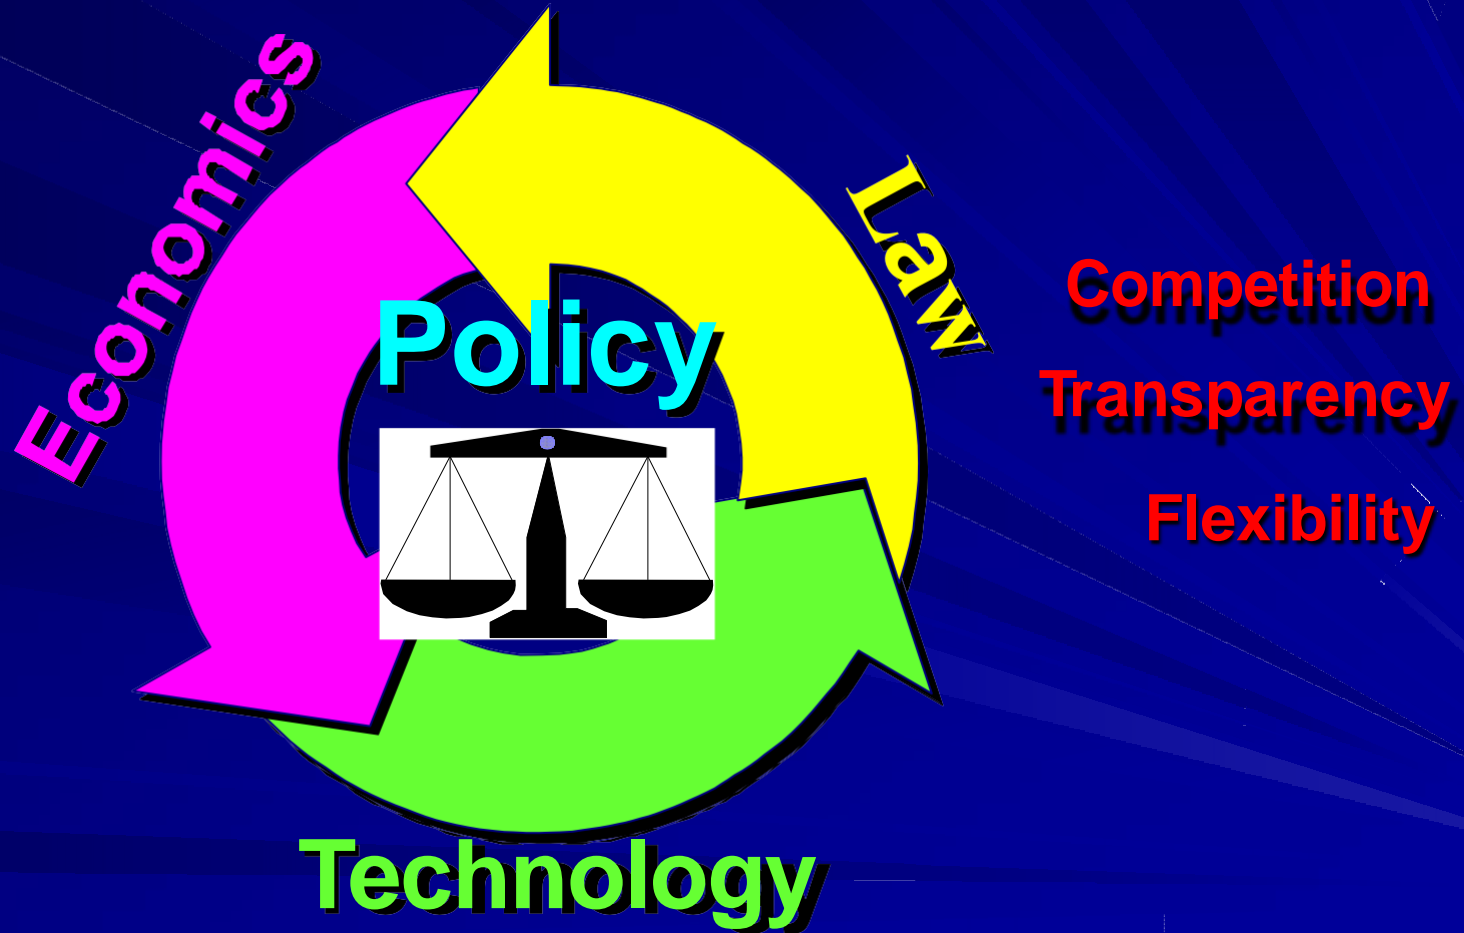 Economics
Law
Policy
Technology
Competition
Transparency
Flexibility